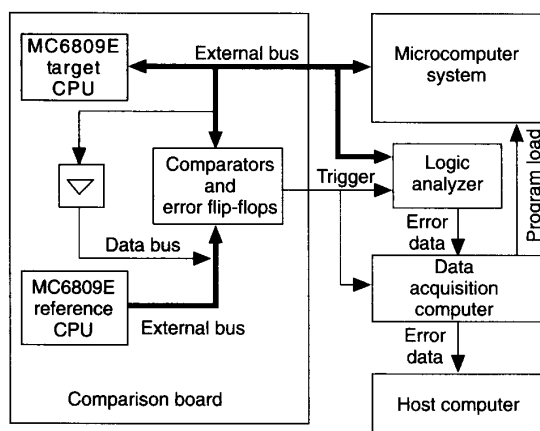 MC6809E
target
CPU
External bus
Microcomputer
system
Comparators
and
error flip-flops
Trigger
Logic
analyzer
Program load
Data bus
Error
data
MC6809E
reference
CPU
External bus
Data
acquisition
computer
Error
data
Comparison board
Host computer